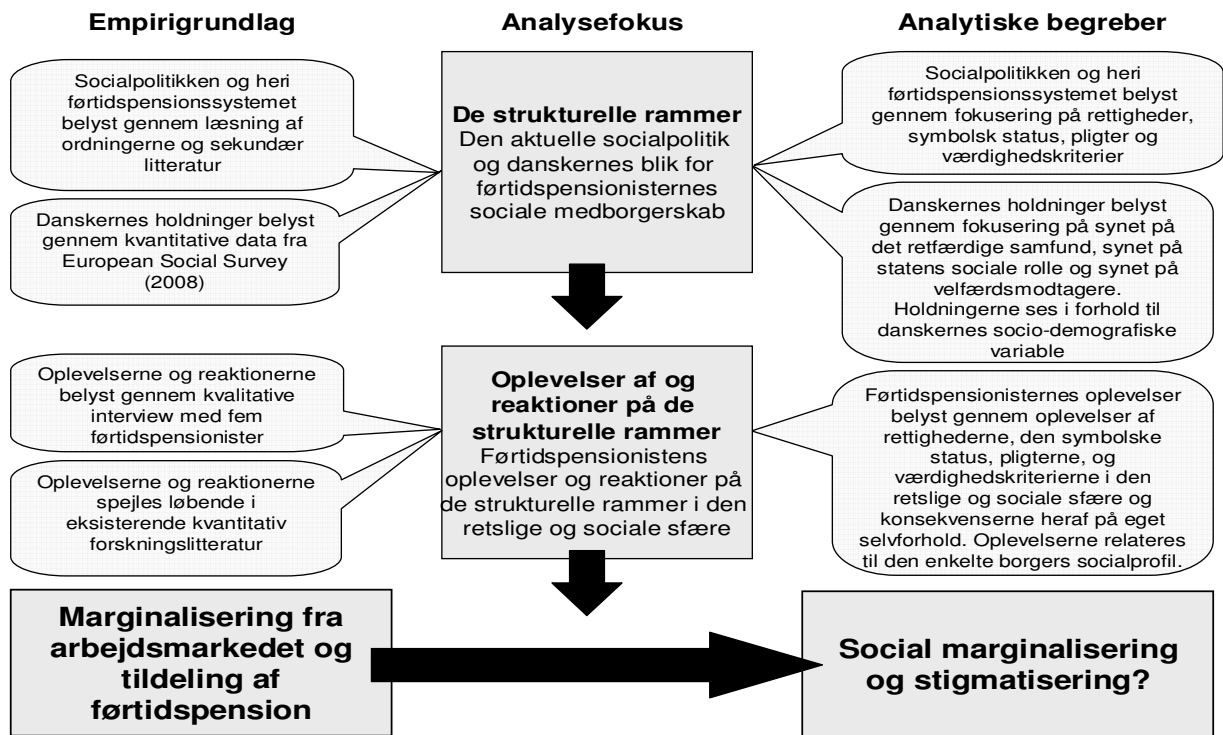 Empirigrundlag
Analysefokus
Analytiske begreber
Socialpolitikken og heri
førtidspensionssystemet
belyst gennem læsning af
ordningerne og sekundær
litteratur
Danskernes holdninger belyst
gennem kvantitative data fra
European Social Survey
(2008)
De strukturelle rammer
Den aktuelle socialpolitik
og danskernes blik for
førtidspensionisternes
sociale medborgerskab
Socialpolitikken og heri
førtidspensionssystemet belyst
gennem fokusering på rettigheder,
symbolsk status, pligter og
værdighedskriterier
Danskernes holdninger belyst
gennem fokusering på synet på
det retfærdige samfund, synet på
statens sociale rolle og synet på
velfærdsmodtagere.
Holdningerne ses i forhold til
danskernes socio-demografiske
variable
Oplevelserne og reaktionerne
belyst gennem kvalitative
interview med fem
førtidspensionister
Oplevelserne og reaktionerne
spejles løbende i
eksisterende kvantitativ
forskningslitteratur
Oplevelser af og
reaktioner på de
strukturelle rammer
Førtidspensionistens
oplevelser og reaktioner på
de strukturelle rammer i den
retslige og sociale sfære
Førtidspensionisternes oplevelser
belyst gennem oplevelser af
rettighederne, den symbolske
status, pligterne, og
værdighedskriterierne i den
retslige og sociale sfære og
konsekvenserne heraf på eget
selvforhold. Oplevelserne relateres
til den enkelte borgers socialprofil.
Marginalisering fra
arbejdsmarkedet og
tildeling af
førtidspension
Social marginalisering
og stigmatisering?